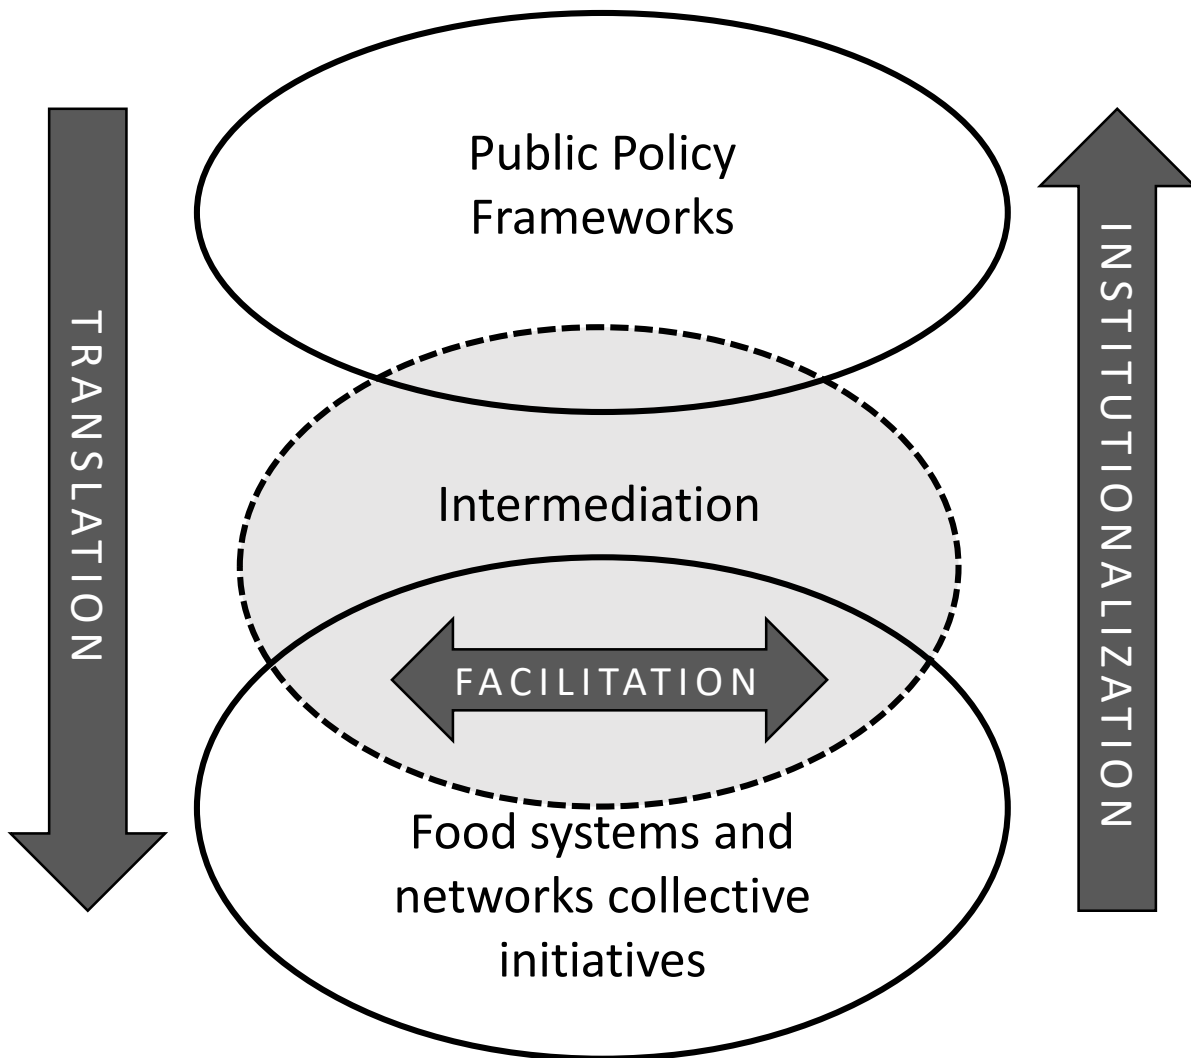 Public Policy
Frameworks
TRANSLATION
INSTITUTIONALIZATION
Intermediation
FACILITATION
Food systems and
networks collective
initiatives